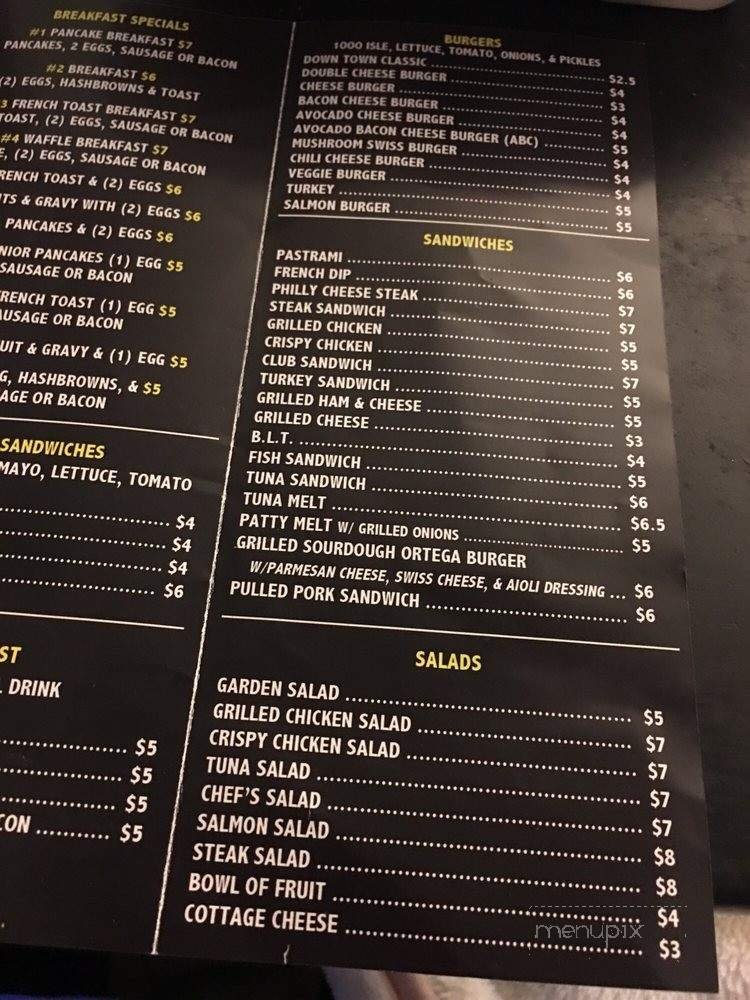 BREAKFAST SPECIALS
#1 PANCAKE BREAKFAST $7
PANCAKES, 2 EGGS, SAUSAGE OR BACON
#2 BREAKFAST $6
(2) EGGS, HASHBROWNS & TOAST
3 FRENCH TOAST BREAKFAST $7
TOAST, (2) EGGS, SAUSAGE OR BACON
#4 WAFFLE BREAKFAST $7
E, (2) EGGS, SAUSAGE OR BACON
RENCH TOAST & (2) EGGS $6
ITS & GRAVY WITH (2) EGGS $6
PANCAKES & (2) EGGS $6
NIOR PANCAKES (1) EGG $5
SAUSAGE OR BACON
RENCH TOAST (1) EGG $5
AUSAGE OR BACON
UIT & GRAVY & (1) EGG $5
G, HASHBROWNS, & $5
AGE OR BACON
SANDWICHES
MAYO, LETTUCE, TOMATO
$4
$4
$4
$6
ST
DRINK
$5
$5
$5
CON ........... $5
BURGERS
1000 ISLE, LETTUCE, TOMATO, ONIONS, & PICKLES
DOWN TOWN CLASSIC $2.5
DOUBLE CHEESE BURGER $4
CHEESE BURGER $3
BACON CHEESE BURGER $4
AVOCADO CHEESE BURGER $4
AVOCADO BACON CHEESE BURGER (ABC) $5
MUSHROOM SWISS BURGER $4
CHILI CHEESE BURGER $4
VEGGIE BURGER $4
TURKEY $5
SALMON BURGER $5
SANDWICHES
PASTRAMI $6
FRENCH DIP $6
PHILLY CHEESE STEAK $7
STEAK SANDWICH $7
GRILLED CHICKEN $5
CRISPY CHICKEN $5
CLUB SANDWICH $7
TURKEY SANDWICH $5
GRILLED HAM & CHEESE $5
GRILLED CHEESE $3
B.L.T. $4
FISH SANDWICH $5
TUNA SANDWICH $6
TUNA MELT $6.5
PATTY MELT W/ GRILLED ONIONS $5
GRILLED SOURDOUGH ORTEGA BURGER
W/PARMESAN CHEESE, SWISS CHEESE, & AIOLI DRESSING ... $6
PULLED PORK SANDWICH $6
SALADS
GARDEN SALAD $5
GRILLED CHICKEN SALAD $7
CRISPY CHICKEN SALAD $7
TUNA SALAD $7
CHEF'S SALAD $7
SALMON SALAD $8
STEAK SALAD $8
BOWL OF FRUIT $4
COTTAGE CHEESE $3
menupix